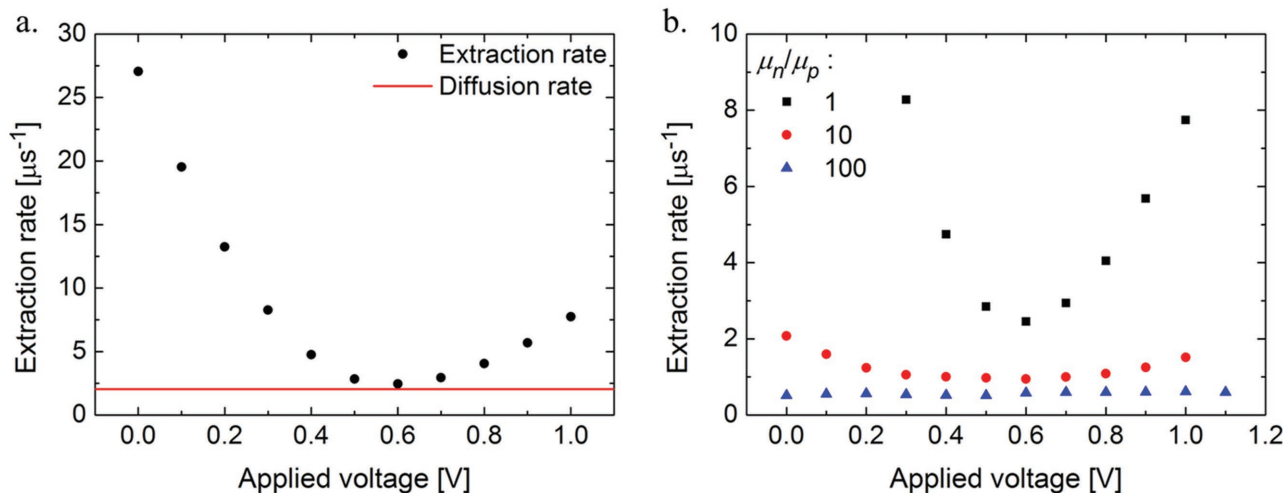 a.
Extraction rate [μs⁻¹]
30
25
20
15
10
5
0
Extraction rate
Diffusion rate
0.0 0.2 0.4 0.6 0.8 1.0
Applied voltage [V]
b.
Extraction rate [μs⁻¹]
10
8
6
4
2
0
μn/μp :
1
10
100
0.0 0.2 0.4 0.6 0.8 1.0 1.2
Applied voltage [V]